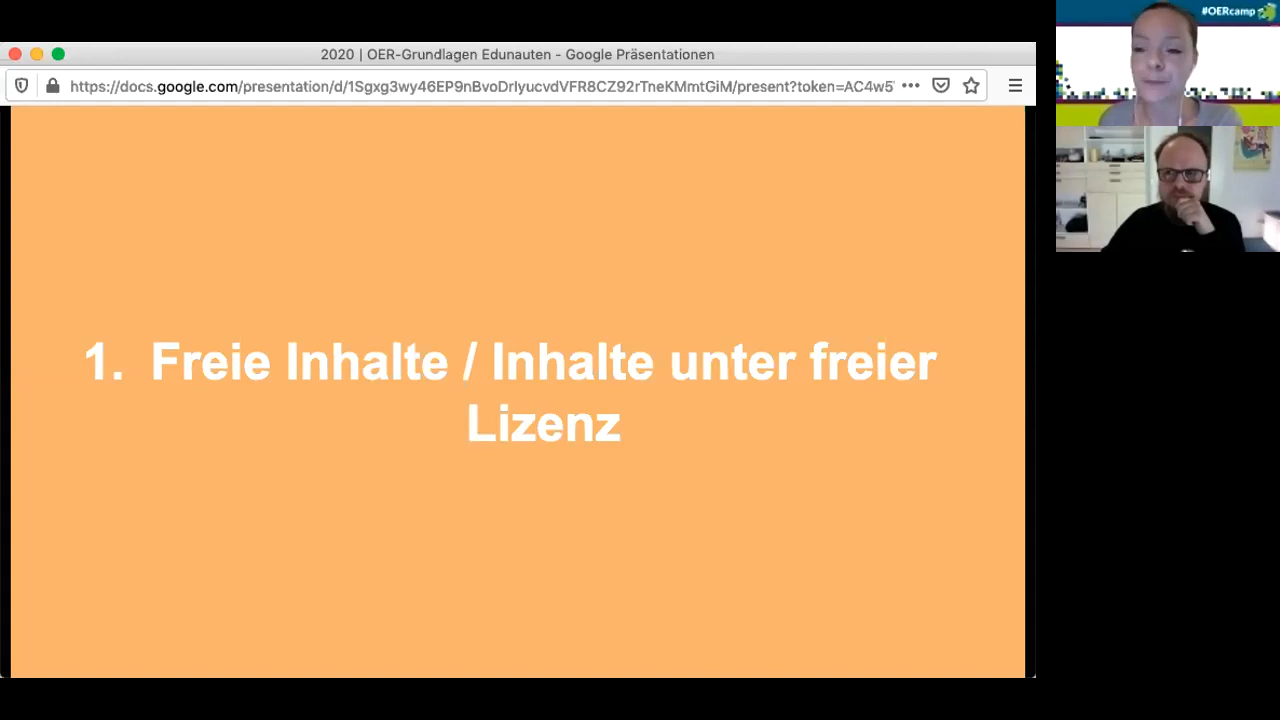 2020 | OER-Grundlagen Edunauten - Google Präsentationen
https://docs.google.com/presentation/d/1Sgxg3wy46EP9nBvoDrIyucvdVFR8CZ92rTneKMmtGiM/present?token=AC4w5
#OERcamp
1. Freie Inhalte / Inhalte unter freier
Lizenz